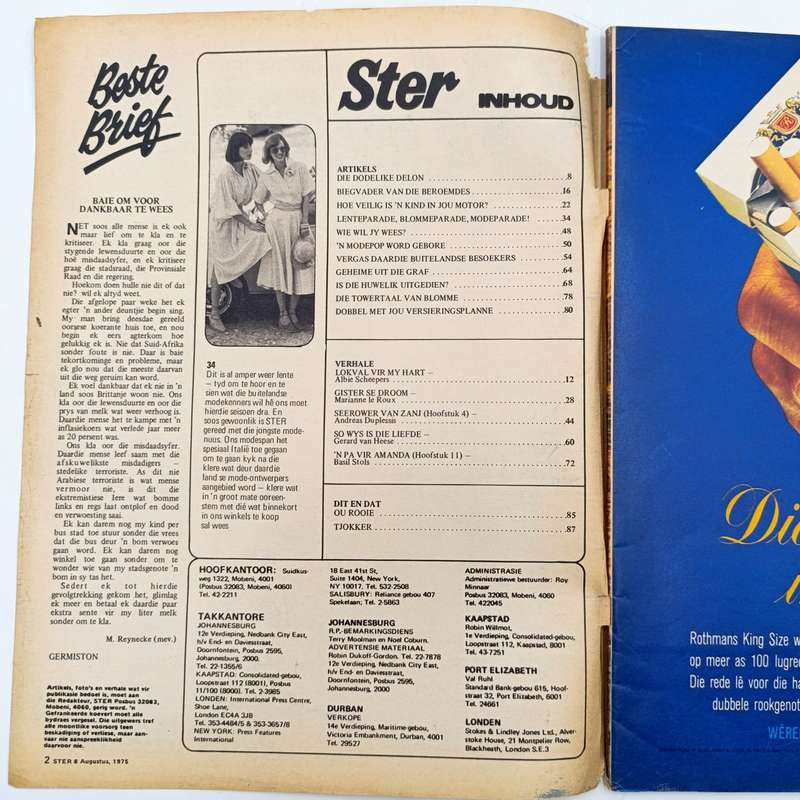 Beste
Brief
BAIE OM VOOR
DANKBAAR TE WEES
NET soos alle mense is ek ook
maar lief om te kla en te
kritiseer. Ek kla graag oor die
stygende lewensduurte en oor die
hoë misdaadsyfer, en ek kritiseer
graag die stadsraad, die Provinsiale
Raad en die regering.
Hoekom doen hulle nie dit of dat
nie? wil ek altyd weet.
Die afgelope paar weke het ek
egter 'n ander deuntjie begin sing.
My man bring deesdae gereeld
oorsese koerante huis toe, en nou
begin ek eers agterkom hoe
gelukkig ek is. Nie dat Suid-Afrika
sonder foute is nie. Daar is baie
tekortkominge en probleme, maar
ek glo nou dat die meeste daarvan
uit die weg geruim kan word.
Ek voel dankbaar dat ek nie in 'n
land soos Brittanje woon nie. Ons
kla oor die lewensduurte en oor die
prys van melk wat weer verhoog is.
Daardie mense het te kampe met 'n
inflasiekoers wat verlede jaar meer
as 20 persent was.
Ons kla oor die misdaadsyfer.
Daardie mense leef saam met die
afskuwelikste misdadigers —
stedelike terroriste. As dit nie
Arabiese terroriste is wat mense
vermoor nie, is dit die
ekstremistiese Iere wat bomme
links en regs laat ontplof en dood
en verwoesting saai.
Ek kan darem nog my kind per
bus stad toe stuur sonder die vrees
dat die bus deur 'n bom verwoes
gaan word. Ek kan darem nog
winkel toe gaan sonder om te
wonder wie van my stadsgenote 'n
bom in sy tas het.
Sedert ek tot hierdie
gevolgtrekking gekom het, glimlag
ek meer en betaal ek daardie paar
ekstra sente vir my liter melk
sonder om te kla.
M. Reynecke (mev.)
GERMISTON
Artikels, foto's en verhale wat vir
publikasie bedoel is, moet aan
die Redakteur, STER Posbus 32083,
Mobeni, 4060, gerig word. 'n
Gefrankeerde koevert moet alle
bydraes vergesel. Die uitgewers tref
alle moontlike voorsorg teen
beskadiging of verliese, maar aan-
vaar nie aanspreeklikheid
daarvoor nie.
2 STER 8 Augustus, 1975
34
Dit is al amper weer lente
— tyd om te hoor en te
sien wat die buitelandse
modekenners wil hê ons moet
hierdie seisoen dra. En
soos gewoonlik is STER
gereed met die jongste mode-
nuus. Ons modespan het
spesiaal Italië toe gegaan
om te gaan kyk na die
klere wat deur daardie
land se mode-ontwerpers
aangebied word — klere wat
in 'n groot mate ooreen-
stem met dié wat binnekort
in ons winkels te koop
sal wees
Ster INHOUD
ARTIKELS
DIE DODELIKE DELON .8
BIEGVADER VAN DIE BEROEMDES .16
HOE VEILIG IS 'N KIND IN JOU MOTOR? .22
LENTEPARADE, BLOMMEPARADE, MODEPARADE! .34
WIE WIL JY WEES? .48
'N MODEPOP WORD GEBORE .50
VERGAS DAARDIE BUITELANDSE BESOEKERS .54
GEHEIME UIT DIE GRAF .64
IS DIE HUWELIK UITGEDIEN? .68
DIE TOWERTAAL VAN BLOMME .78
DOBBEL MET JOU VERSIERINGSPLANNE .80
VERHALE
LOKVAL VIR MY HART —
Albie Scheepers .12
GISTER SE DROOM —
Marianne le Roux .28
SEEROWER VAN ZANJ (Hoofstuk 4) —
Andreas Duplessis .44
SO WYS IS DIE LIEFDE —
Gerard van Heese .60
'N PA VIR AMANDA (Hoofstuk 11) —
Basil Stols .72
DIT EN DAT
OU ROOIE .85
TJOKKER .87
HOOFKANTOOR: Suidkus-
weg 1322, Mobeni, 4001
(Posbus 32083, Mobeni, 4060)
Tel. 42-2211
TAKKANTORE
JOHANNESBURG
12e Verdieping, Nedbank City East,
h/v End- en Daviesstraat,
Doornfontein, Posbus 2595,
Johannesburg, 2000.
Tel. 22-1355/6
KAAPSTAD: Consolidated-gebou,
Loopstraat 112 (8001), Posbus
11/100 (8000). Tel. 2-3985
LONDEN: International Press Centre,
Shoe Lane,
London EC4A 3JB
Tel. 353-4484/5 & 353-3657/8
NEW YORK: Press Features
International
18 East 41st St,
Suite 1404, New York,
NY 10017. Tel. 532-2508
SALISBURY: Reliance gebou 407
Spekelaan; Tel. 2-5863
JOHANNESBURG
R.P.-BEMARKINGSDIENS
Terry Moolman en Noel Coburn.
ADVERTENSIE MATERIAAL
Robin Dukoff-Gordon. Tel. 22-7878
12e Verdieping, Nedbank City East,
h/v End- en Daviesstraat,
Doornfontein, Posbus 2595,
Johannesburg, 2000
DURBAN
VERKOPE
14e Verdieping, Maritime-gebou,
Victoria Embankment, Durban, 4001
Tel. 29527
ADMINISTRASIE
Administratiewe bestuurder: Roy
Minnaar
Posbus 32083, Mobeni, 4060
Tel. 422045
KAAPSTAD
Robin Willmot,
1e Verdieping, Consolidated-gebou,
Loopstraat 112, Kaapstad, 8001
Tel. 43-7251
PORT ELIZABETH
Val Ruhl
Standard Bank-gebou 615, Hoof-
straat 32, Port Elizabeth, 6001
Tel. 24661
LONDEN
Stokes & Lindley Jones Ltd., Alver-
stoke House, 21 Montpelier Row,
Blackheath, London S.E.3
Rothmans King Size
op meer as 100
Die rede lê voor die
dubbele